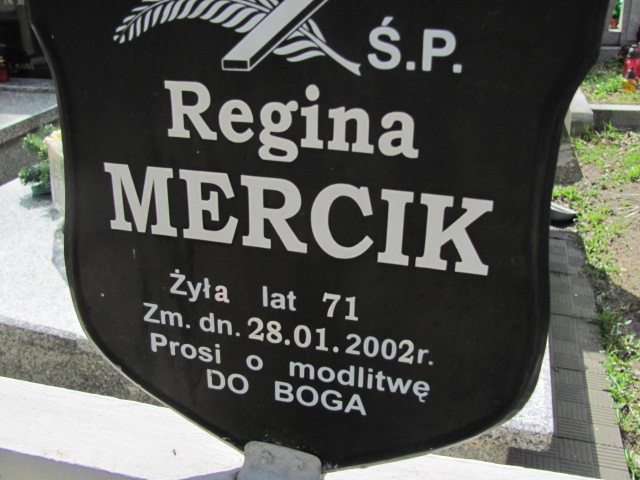 Ś.P.
Regina
MERCIK
Żyła lat 71
Zm. dn. 28.01.2002r.
Prosi o modlitwę
DO BOGA